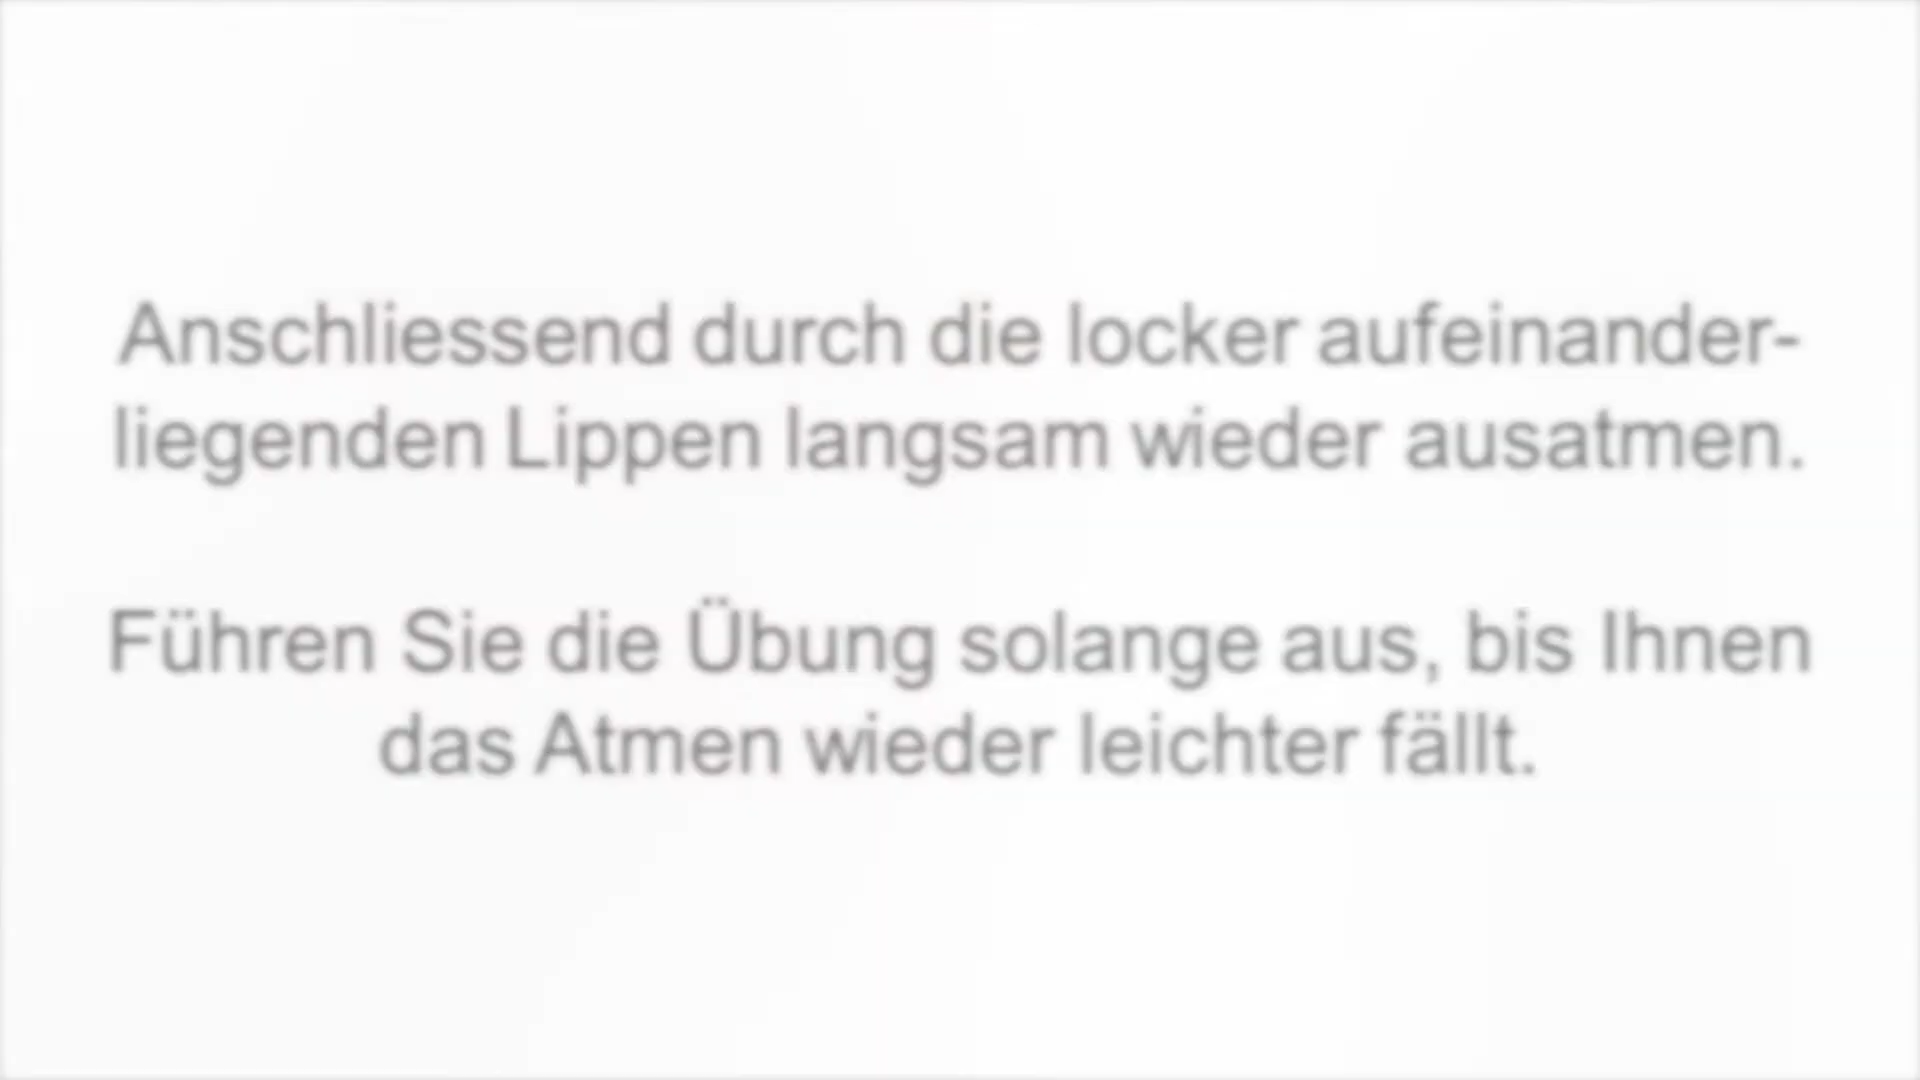 Anschliessend durch die locker aufeinander-
liegenden Lippen langsam wieder ausatmen.
Führen Sie die Übung solange aus, bis Ihnen
das Atmen wieder leichter fällt.